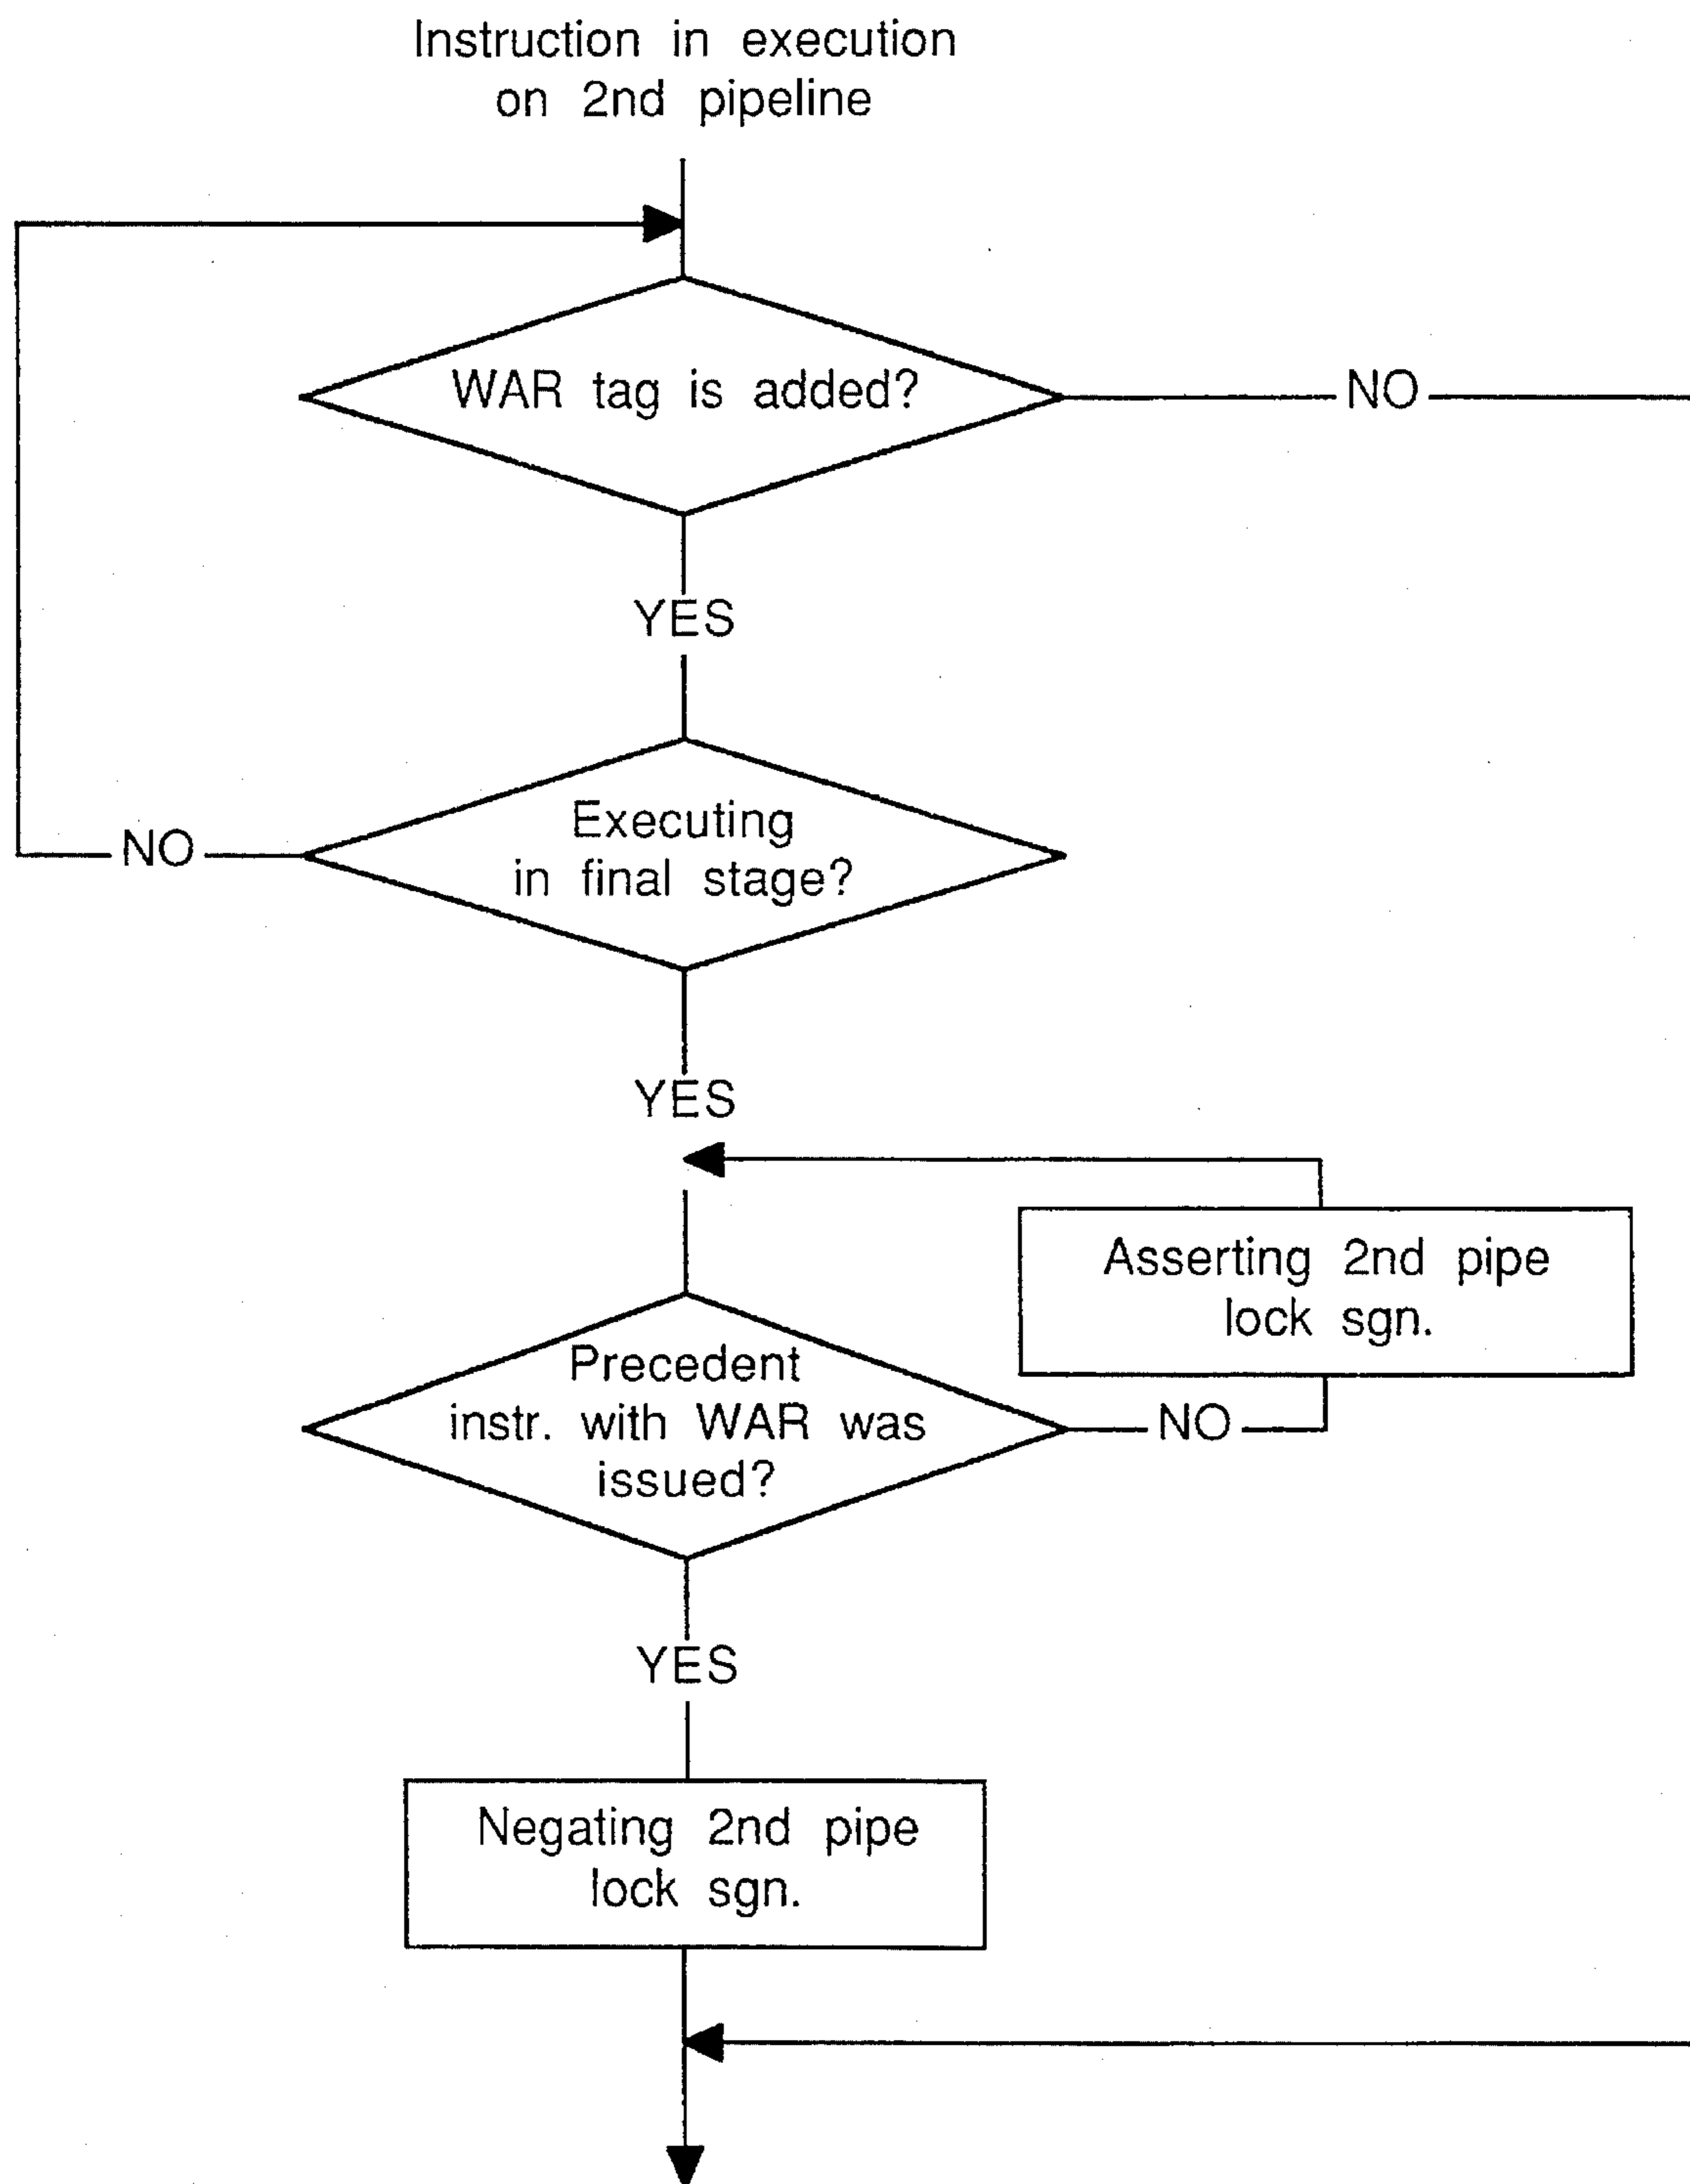 Instruction in execution
on 2nd pipeline
WAR tag is added?
NO
YES
Executing
in final stage?
NO
YES
Asserting 2nd pipe
lock sgn.
Precedent
instr. with WAR was
issued?
NO
YES
Negating 2nd pipe
lock sgn.